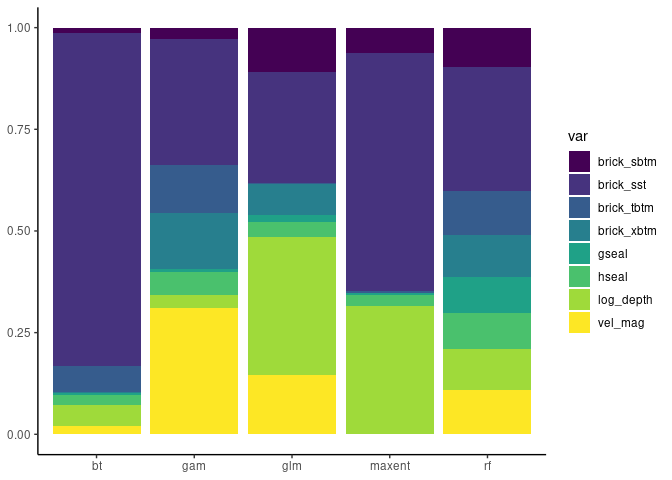 1.00
0.75
0.50
0.25
0.00
bt gam glm maxent rf
var
brick_sbtm
brick_sst
brick_tbtm
brick_xbtm
gseal
hseal
log_depth
vel_mag